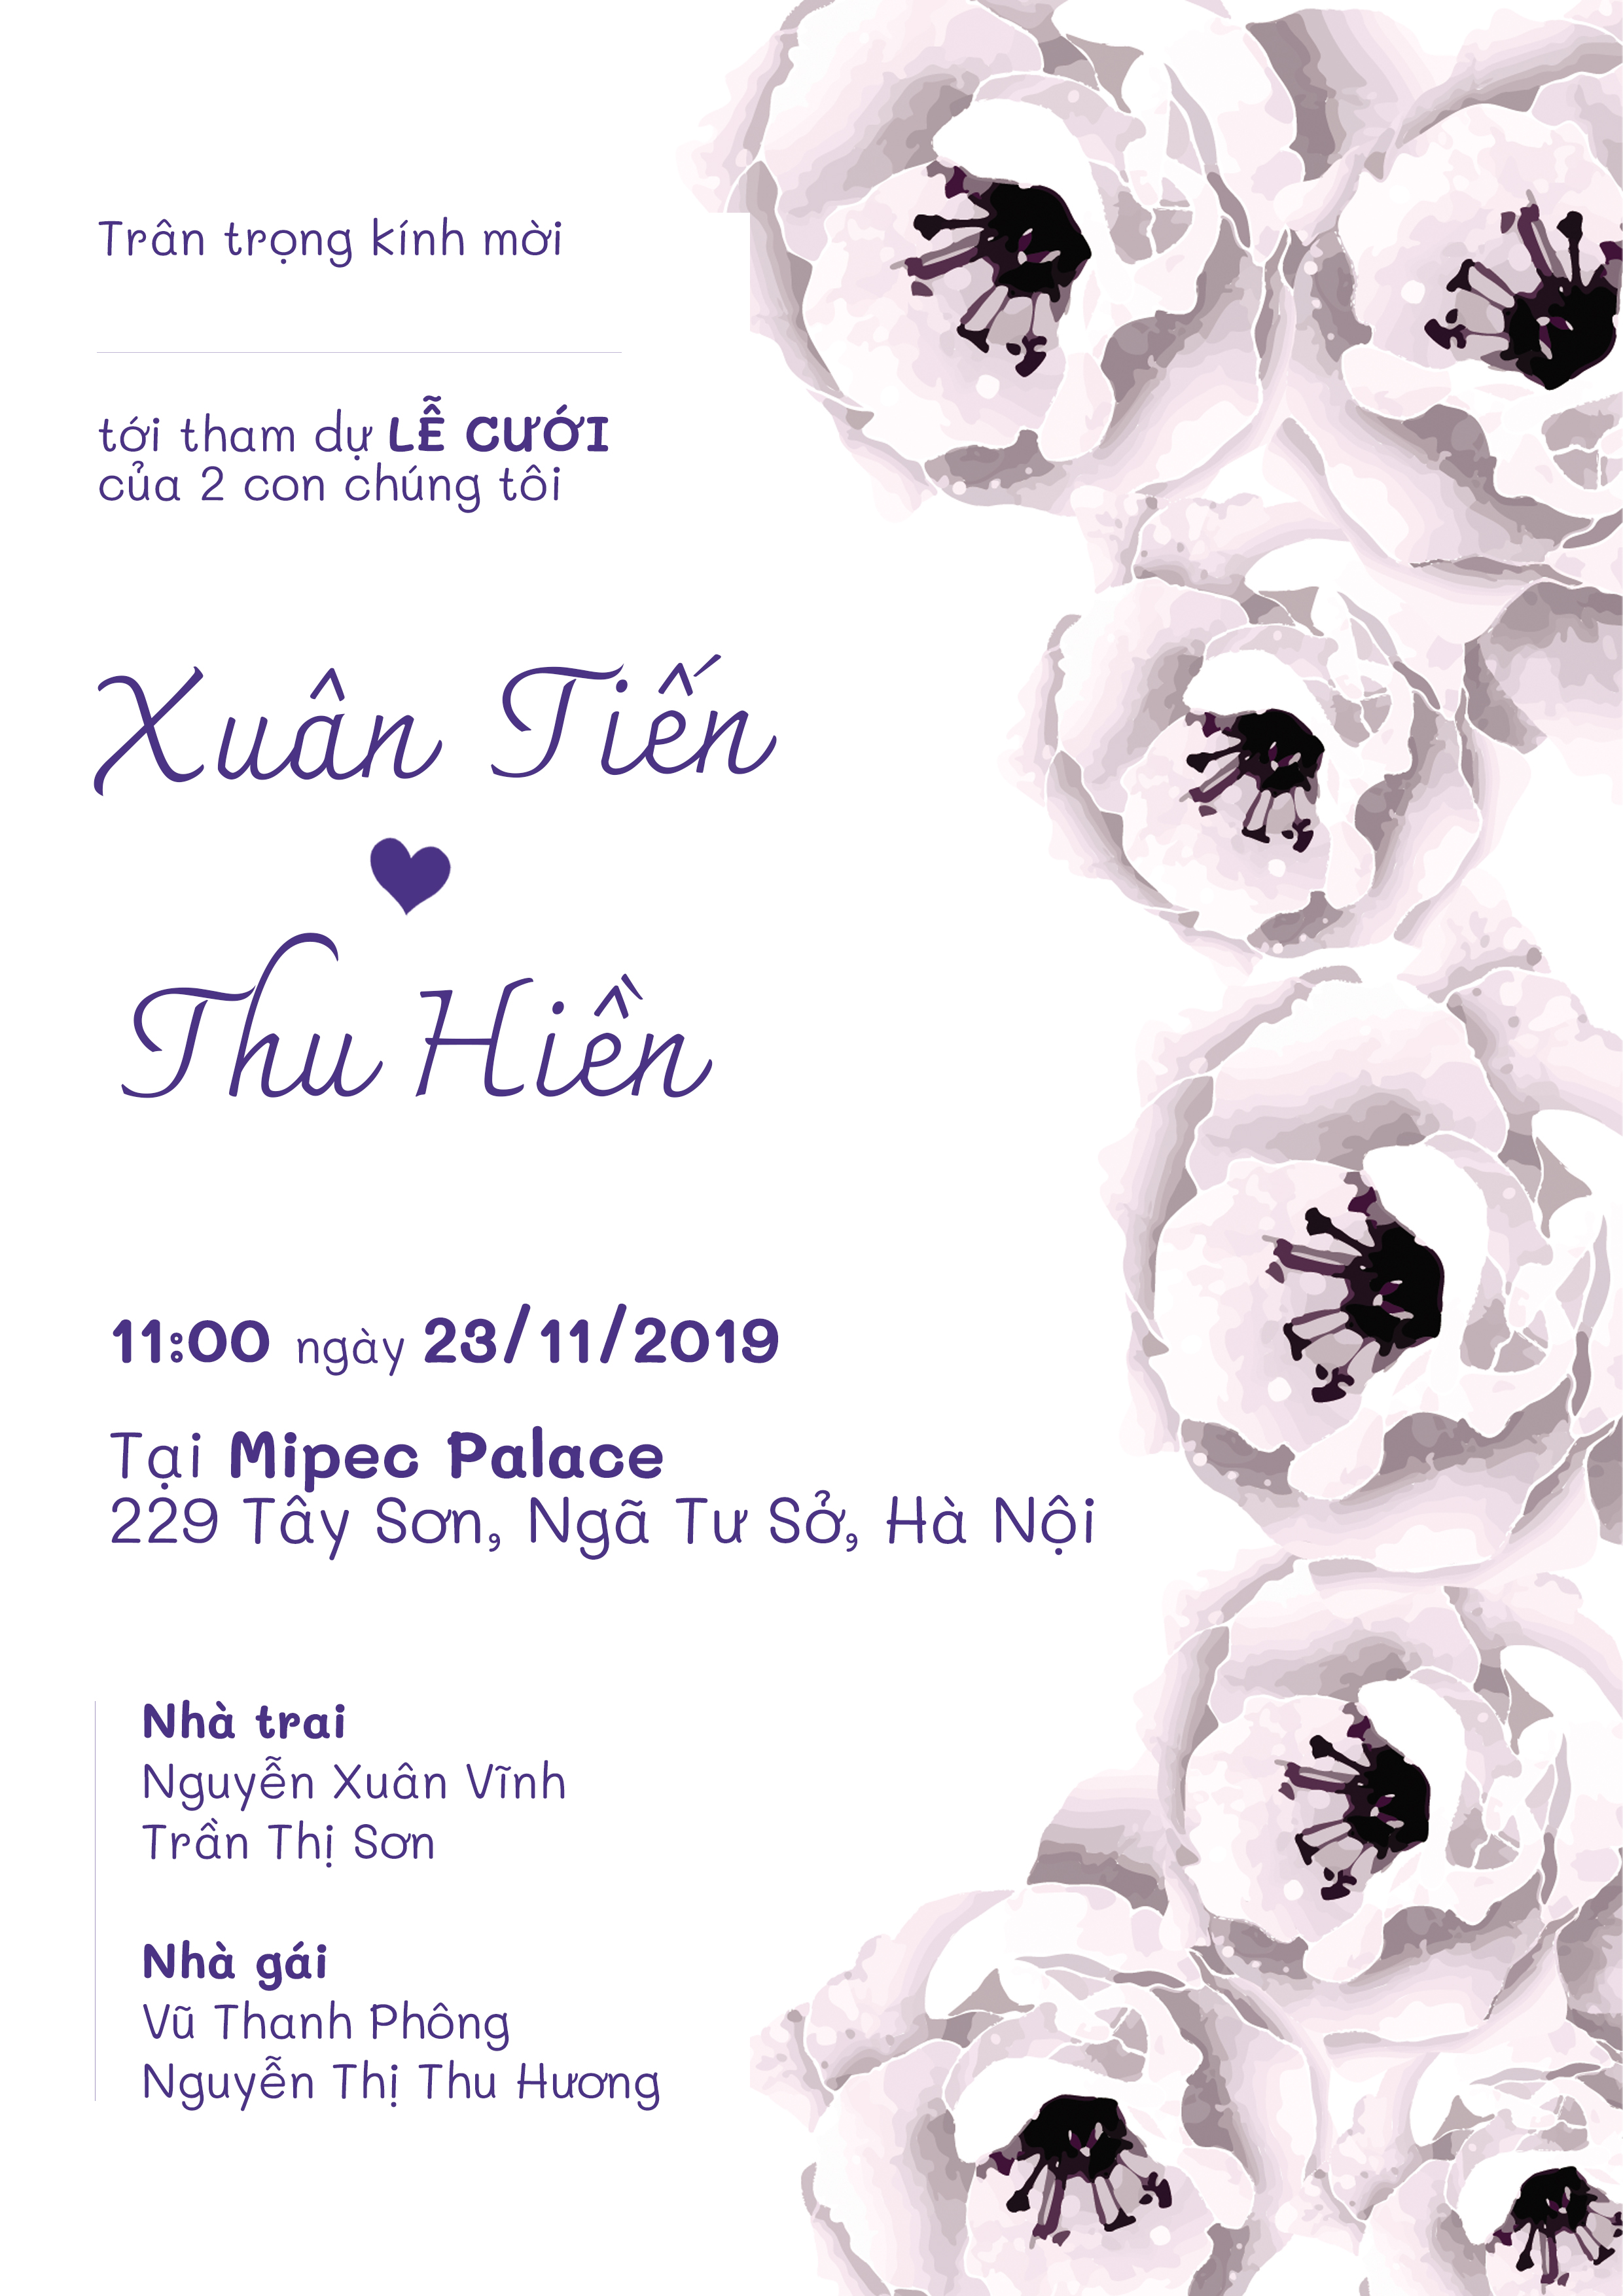 Trân trọng kính mời
tới tham dự LỄ CƯỚI
của 2 con chúng tôi
Xuân Tiến
Thu Hiền
11:00 ngày 23/11/2019
Tại Mipec Palace
229 Tây Sơn, Ngã Tư Sở, Hà Nội
Nhà trai
Nguyễn Xuân Vĩnh
Trần Thị Sơn
Nhà gái
Vũ Thanh Phông
Nguyễn Thị Thu Hương